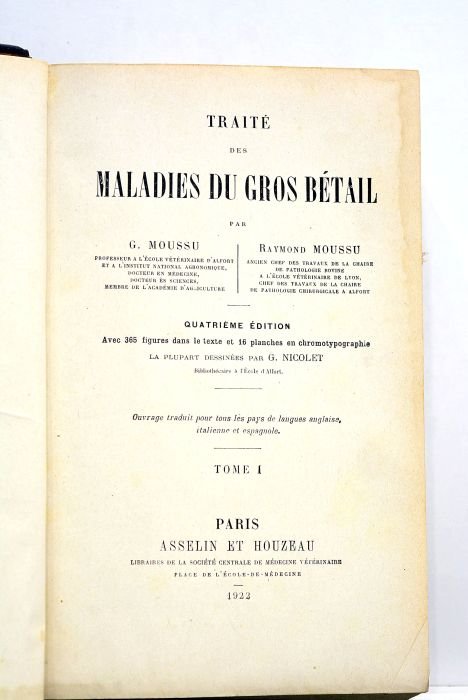 TRAITÉ
DES
MALADIES DU GROS BÉTAIL
PAR
G. MOUSSU
PROFESSEUR A L'ÉCOLE VÉTÉRINAIRE D'ALFORT
ET A L'INSTITUT NATIONAL AGRONOMIQUE,
DOCTEUR EN MÉDECINE,
DOCTEUR ÈS SCIENCES,
MEMBRE DE L'ACADÉMIE D'AGRICULTURE
RAYMOND MOUSSU
ANCIEN CHEF DES TRAVAUX DE LA CHAIRE
DE PATHOLOGIE BOVINE
A L'ÉCOLE VÉTÉRINAIRE DE LYON,
CHEF DES TRAVAUX DE LA CHAIRE
DE PATHOLOGIE CHIRURGICALE A ALFORT
QUATRIÈME ÉDITION
Avec 365 figures dans le texte et 16 planches en chromotypographie
LA PLUPART DESSINÉES PAR G. NICOLET
Bibliothécaire à l'École d'Alfort.
Ouvrage traduit pour tous les pays de langues anglaise,
italienne et espagnole.
TOME I
PARIS
ASSELIN ET HOUZEAU
LIBRAIRES DE LA SOCIÉTÉ CENTRALE DE MÉDECINE VÉTÉRINAIRE
PLACE DE L'ÉCOLE-DE-MÉDECINE
1922